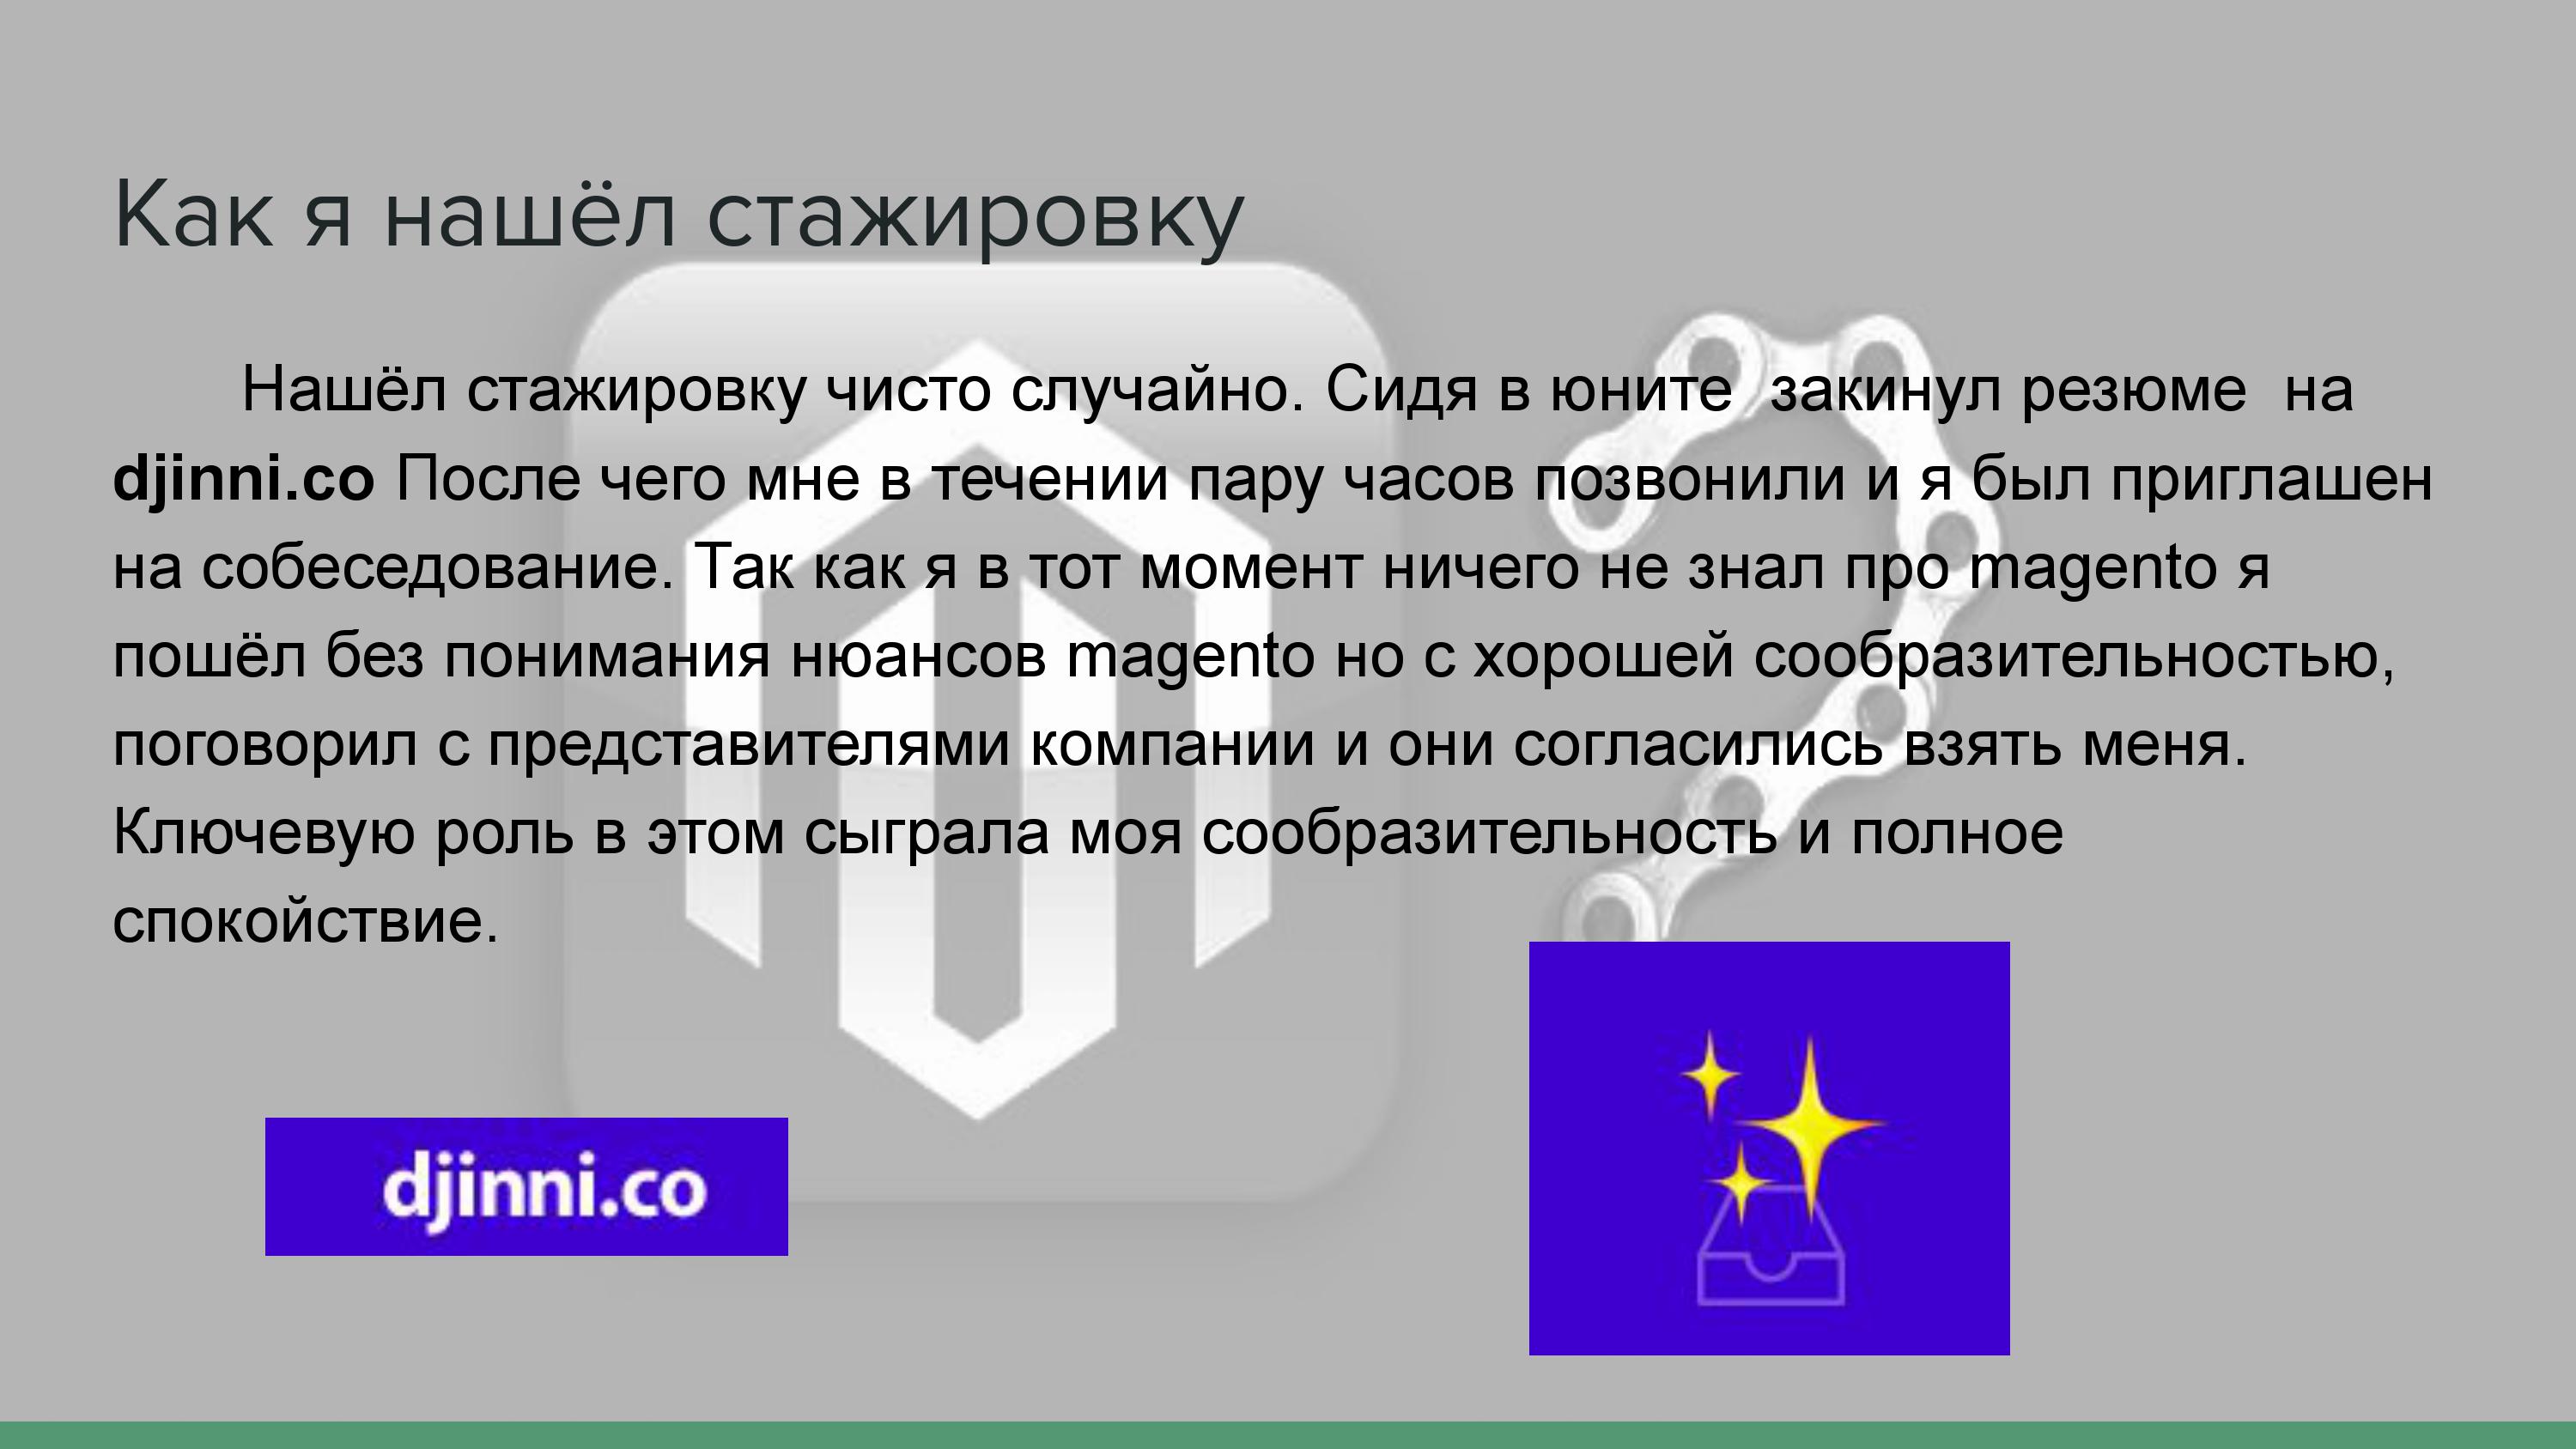 Как я нашёл стажировку
Нашёл стажировку чисто случайно. Сидя в юните  закинул резюме  на
djinni.co После чего мне в течении пару часов позвонили и я был приглашен
на собеседование. Так как я в тот момент ничего не знал про magento я
пошёл без понимания нюансов magento но с хорошей сообразительностью,
поговорил с представителями компании и они согласились взять меня.
Ключевую роль в этом сыграла моя сообразительность и полное
спокойствие.
djinni.co